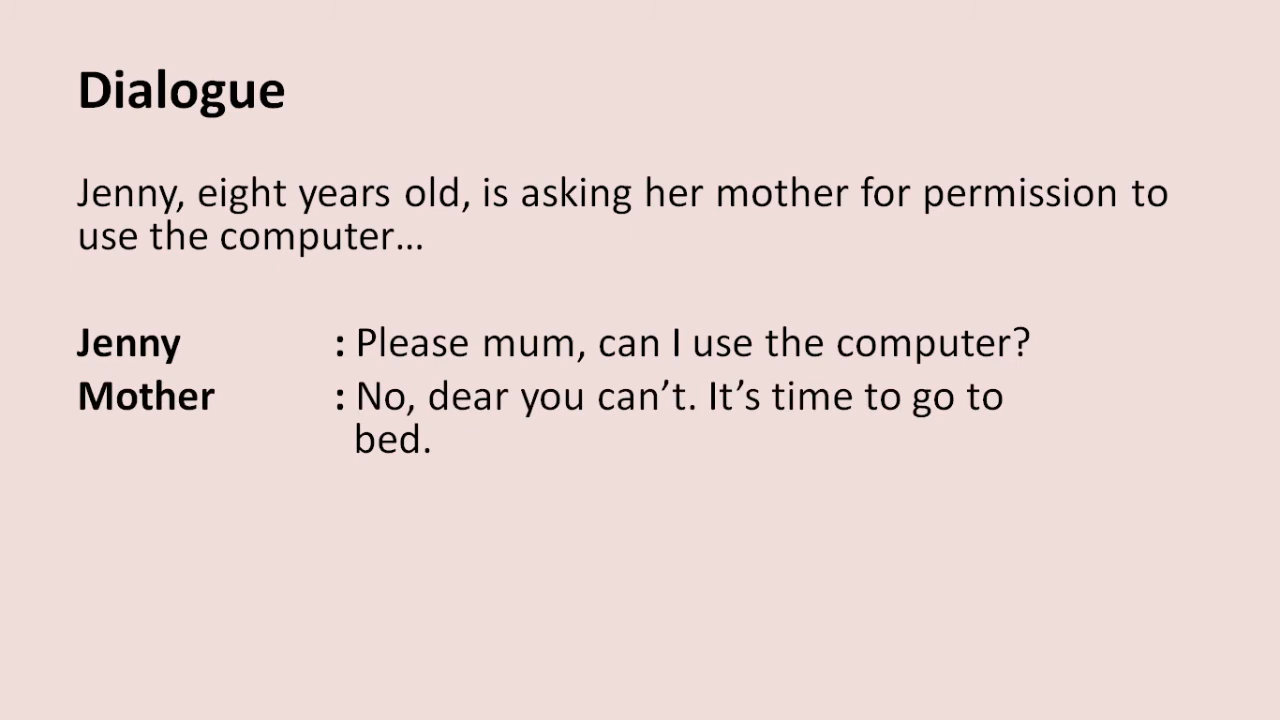 Dialogue
Jenny, eight years old, is asking her mother for permission to
use the computer...
Jenny : Please mum, can I use the computer?
Mother : No, dear you can’t. It’s time to go to
bed.